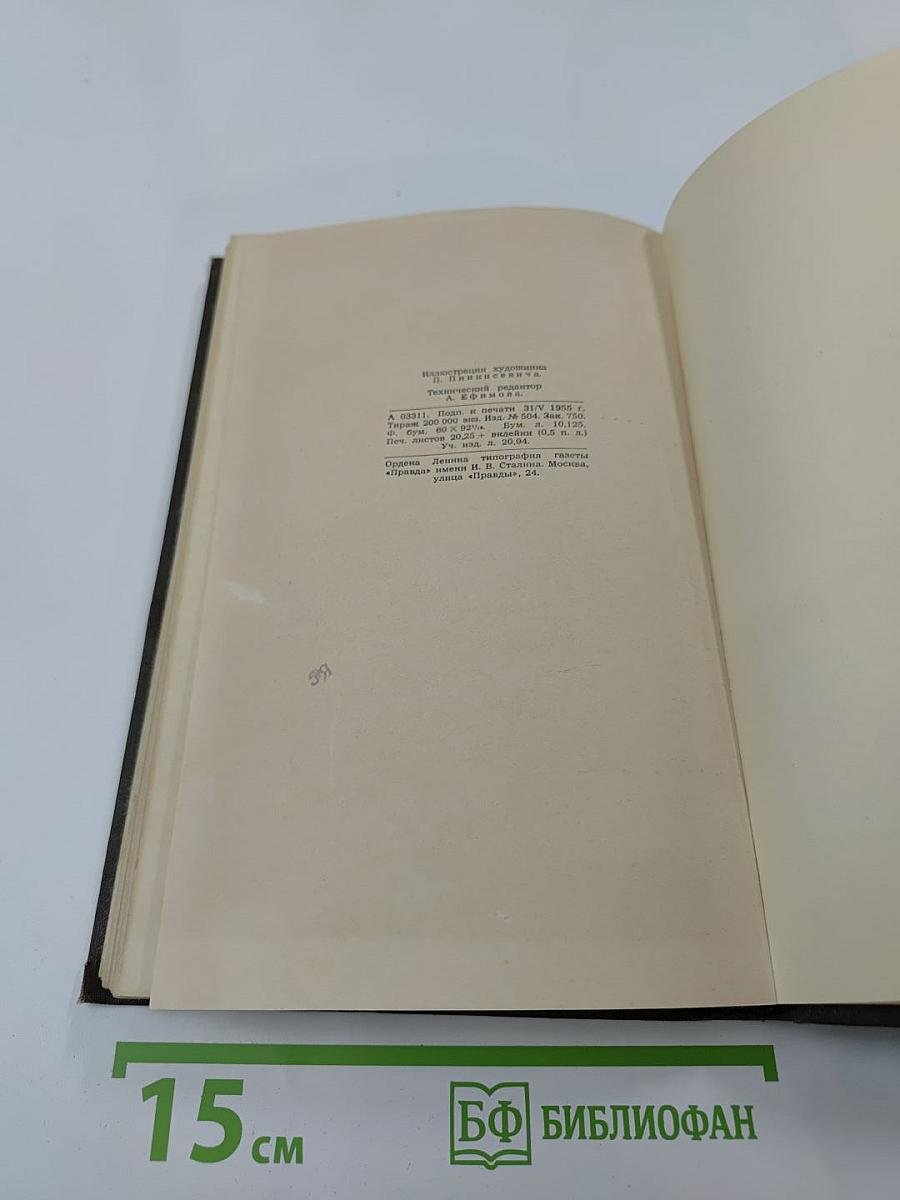 Иллюстрации художника
П. Пинкисевича.
Технический редактор
А. Ефимова.
А 03311. Подп. к печати 31/V 1955 г.
Тираж 200 000 экз. Изд. № 504. Зак. 750.
Ф. бум. 60 × 92¹/₁₆. Бум. л. 10,125.
Печ. листов 20,25 + вклейки (0,5 п. л.)
Уч. изд. л. 20,94.
Ордена Ленина типография газеты
«Правда» имени И. В. Сталина. Москва,
улица «Правды», 24.
15 см
БФ БИБЛИОФАН